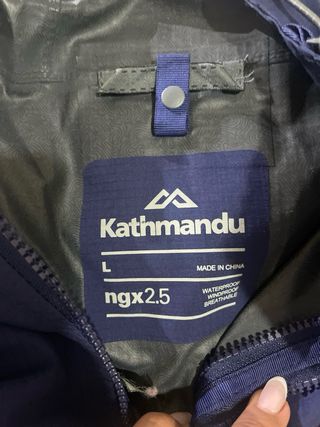 Kathmandu
L MADE IN CHINA
ngx2.5
WATERPROOF
WINDPROOF
BREATHABLE